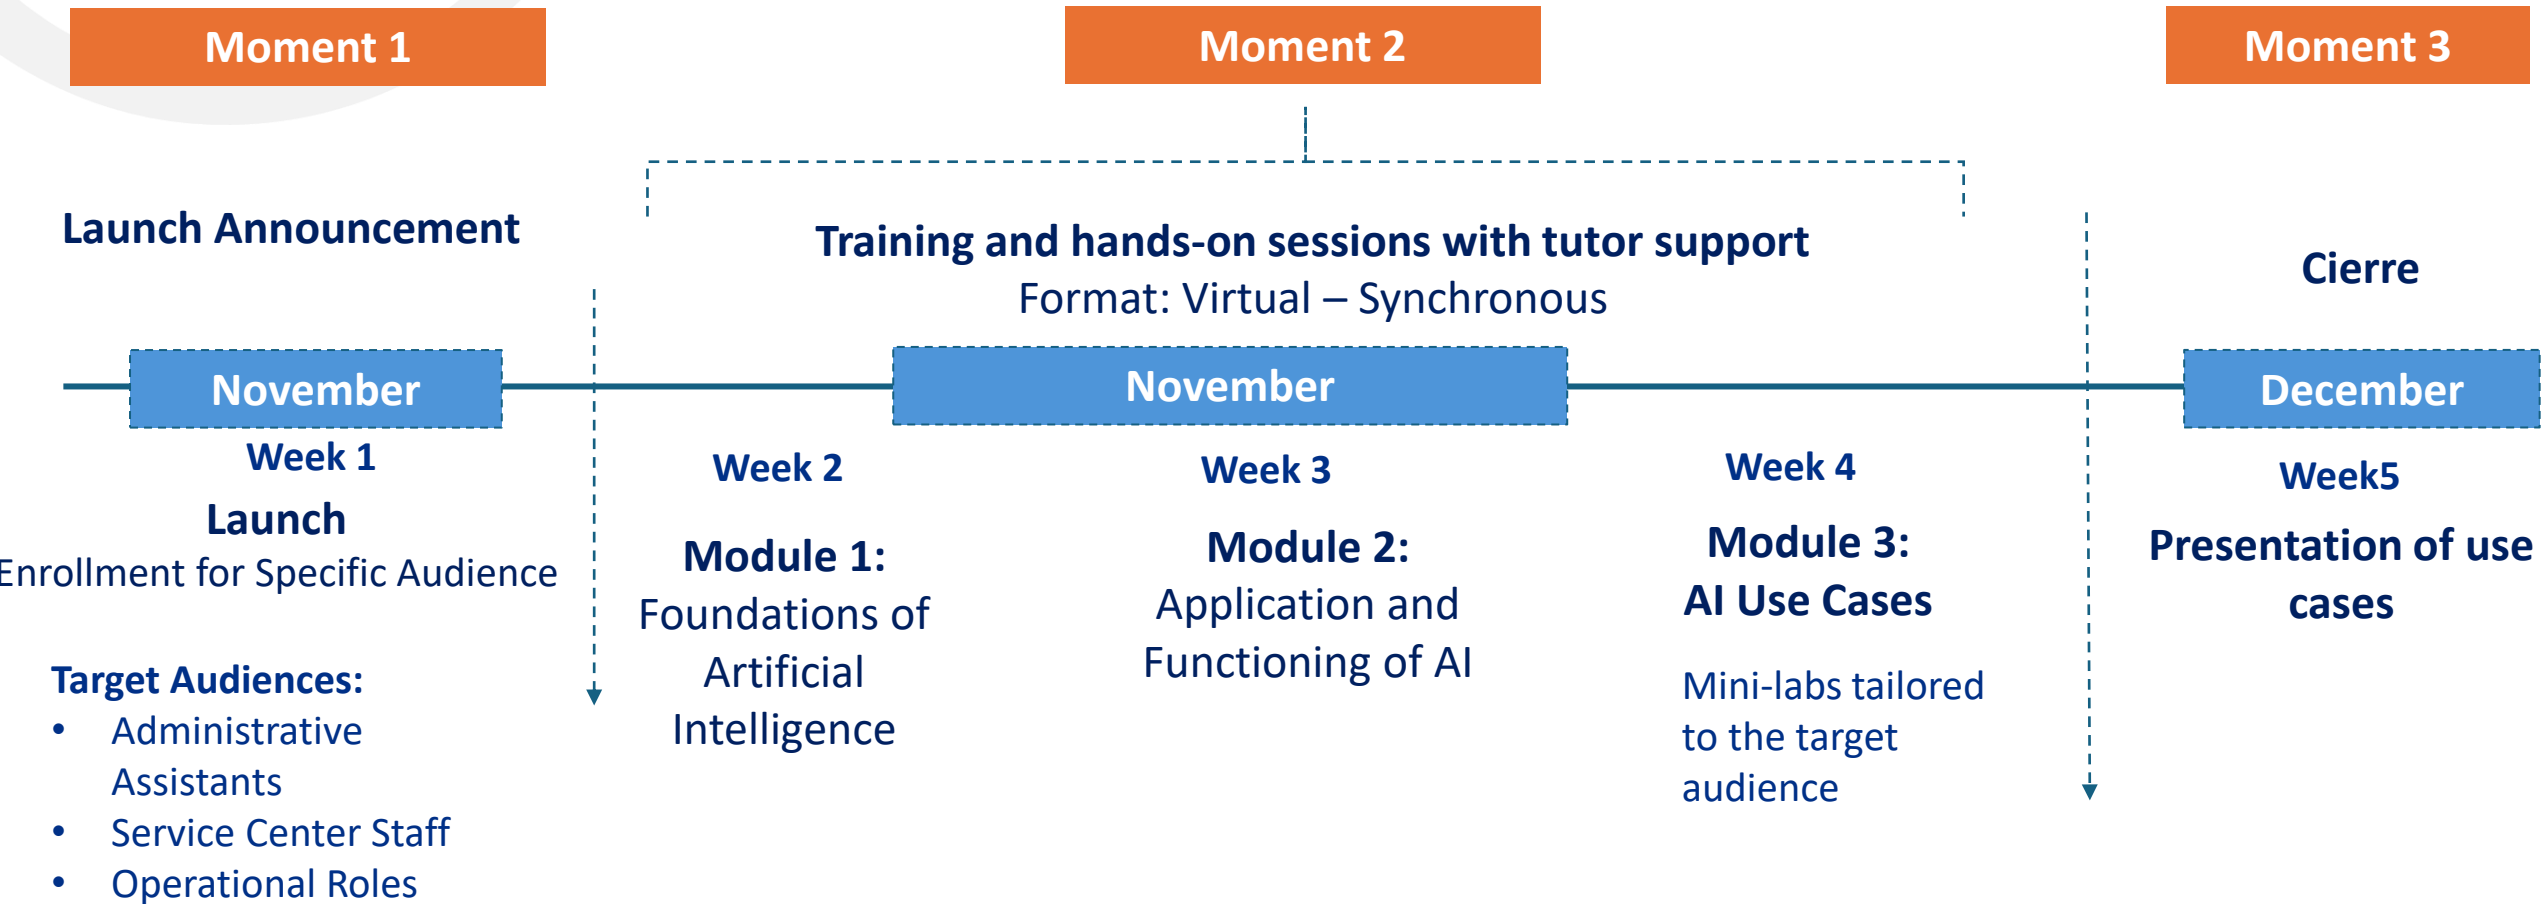 Moment 1
Moment 2
Moment 3
Launch Announcement
Training and hands-on sessions with tutor support
Format: Virtual – Synchronous
Cierre
November
November
December
Week 1
Launch
Enrollment for Specific Audience
Target Audiences:
• Administrative
Assistants
• Service Center Staff
• Operational Roles
Week 2
Module 1:
Foundations of
Artificial
Intelligence
Week 3
Module 2:
Application and
Functioning of AI
Week 4
Module 3:
AI Use Cases
Mini-labs tailored
to the target
audience
Week5
Presentation of use
cases